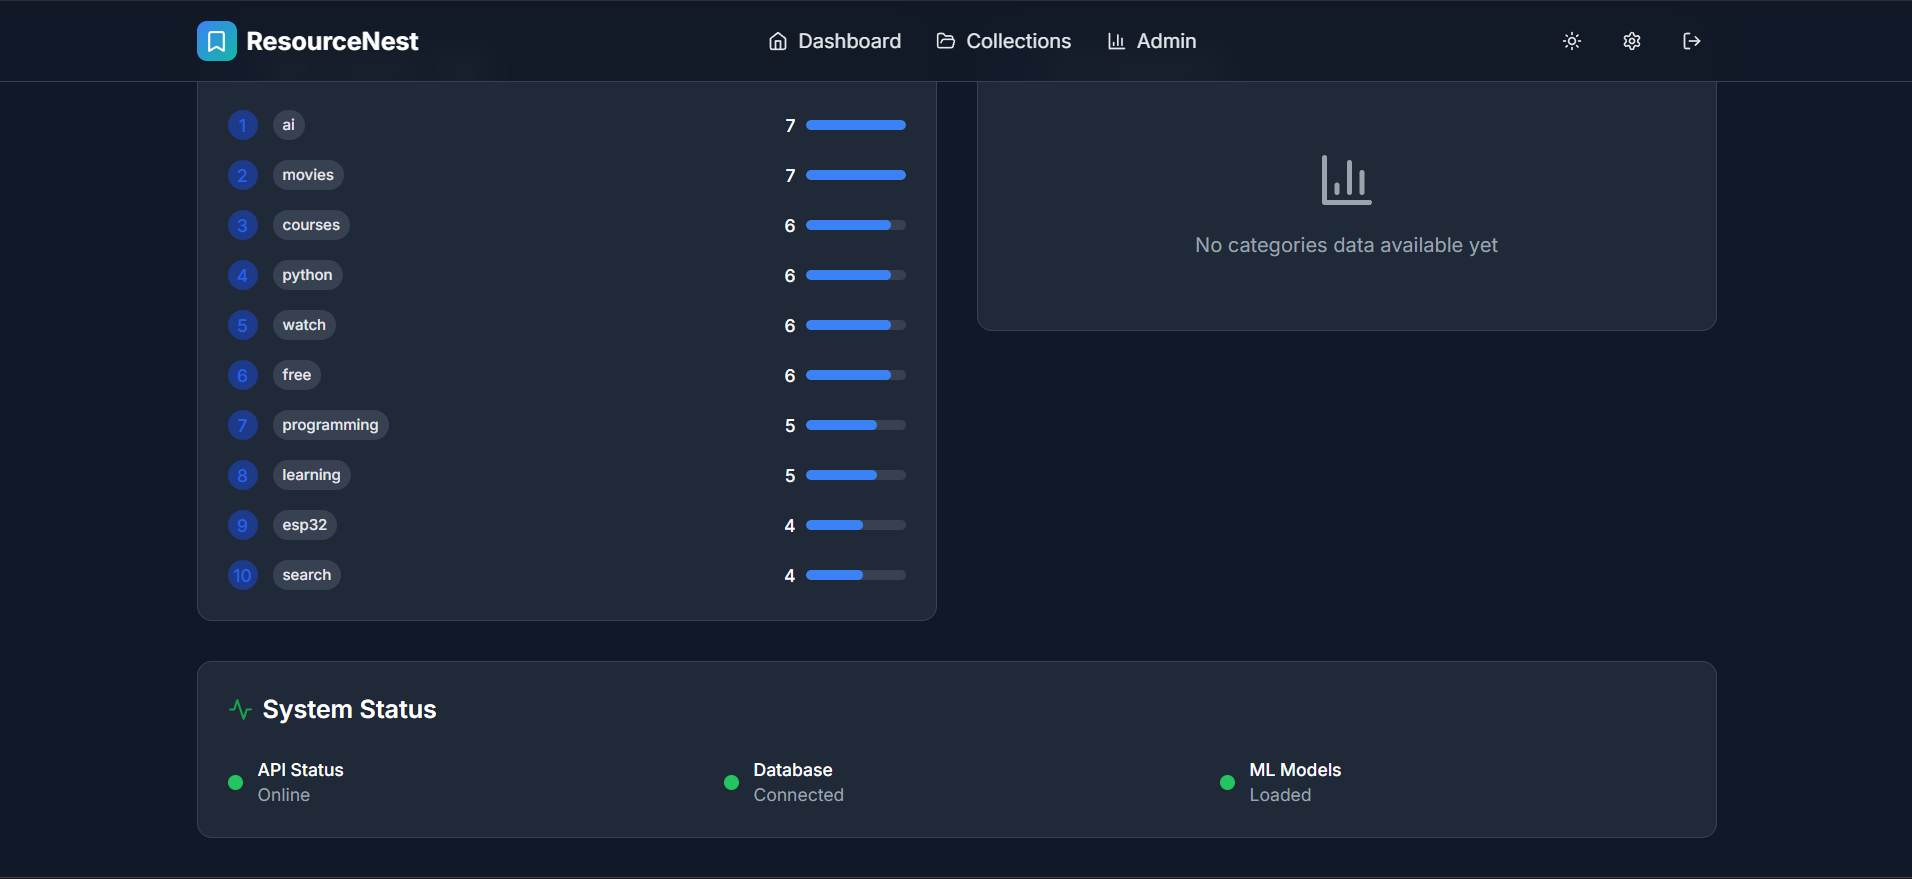 ResourceNest
Dashboard
Collections
Admin
1 ai 7
2 movies 7
3 courses 6
4 python 6
5 watch 6
6 free 6
7 programming 5
8 learning 5
9 esp32 4
10 search 4
No categories data available yet
System Status
API Status
Online
Database
Connected
ML Models
Loaded